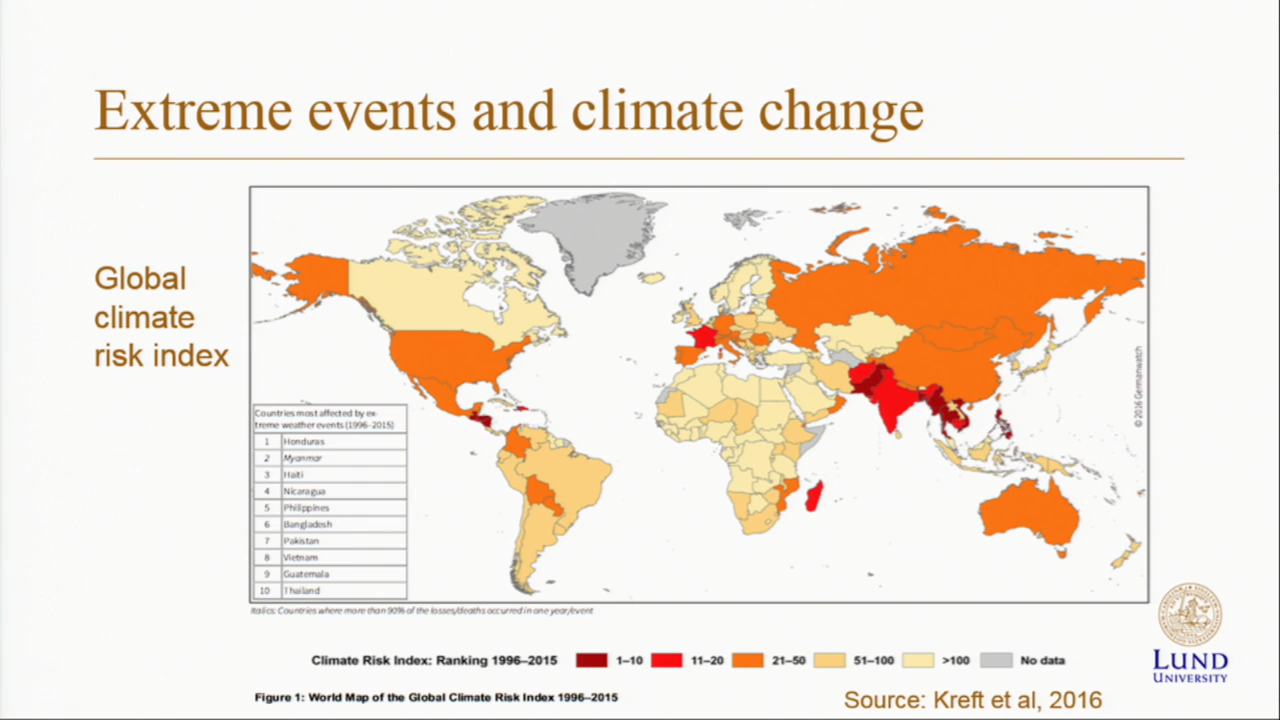 Extreme events and climate change
Global
climate
risk index
Countries most affected by ex-
treme weather events (1996–2015)
1 Honduras
2 Myanmar
3 Haiti
4 Nicaragua
5 Philippines
6 Bangladesh
7 Pakistan
8 Vietnam
9 Guatemala
10 Thailand
© 2016 Germanwatch
Italics: Countries where more than 90% of the losses/deaths occurred in one year/event
Climate Risk Index: Ranking 1996–2015 1–10 11–20 21–50 51–100 >100 No data
Figure 1: World Map of the Global Climate Risk Index 1996–2015
Source: Kreft et al, 2016
LUND
UNIVERSITY